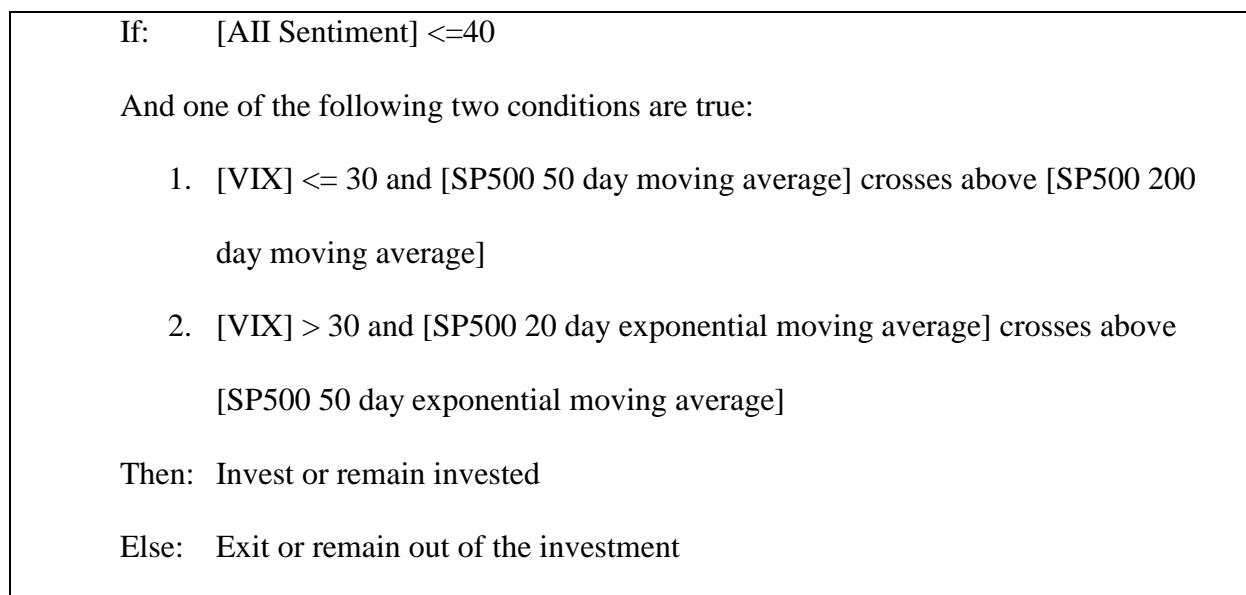 If: [AII Sentiment] <=40
And one of the following two conditions are true:
1. [VIX] <= 30 and [SP500 50 day moving average] crosses above [SP500 200
day moving average]
2. [VIX] > 30 and [SP500 20 day exponential moving average] crosses above
[SP500 50 day exponential moving average]
Then: Invest or remain invested
Else: Exit or remain out of the investment